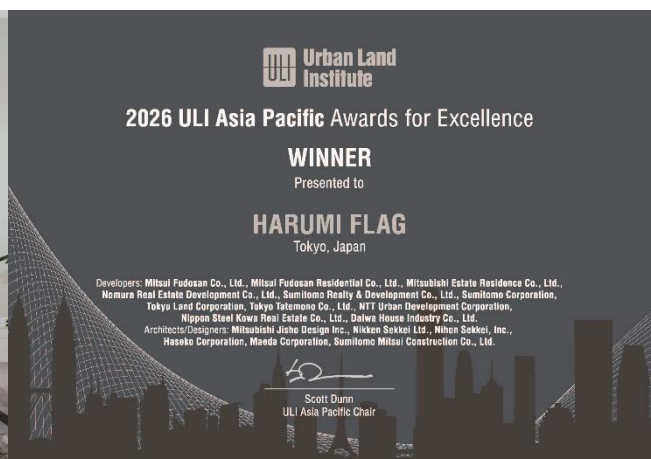 ULI Urban Land
Institute
2026 ULI Asia Pacific Awards for Excellence
WINNER
Presented to
HARUMI FLAG
Tokyo, Japan
Developers: Mitsui Fudosan Co., Ltd., Mitsui Fudosan Residential Co., Ltd., Mitsubishi Estate Residence Co., Ltd.,
Nomura Real Estate Development Co., Ltd., Sumitomo Realty & Development Co., Ltd., Sumitomo Corporation,
Tokyu Land Corporation, Tokyo Tatemono Co., Ltd., NTT Urban Development Corporation,
Nippon Steel Kowa Real Estate Co., Ltd., Daiwa House Industry Co., Ltd.
Architects/Designers: Mitsubishi Jisho Design Inc., Nikken Sekkei Ltd., Nihon Sekkei, Inc.,
Haseko Corporation, Maeda Corporation, Sumitomo Mitsui Construction Co., Ltd.
Scott Dunn
ULI Asia Pacific Chair